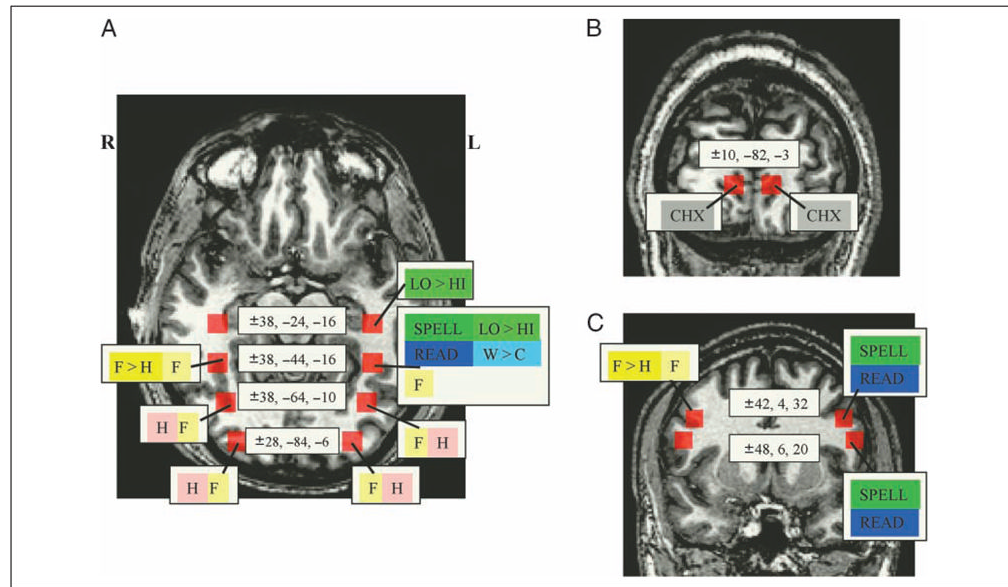 A
R
L
LO > HI
±38, −24, −16
SPELL LO > HI
F > H F
±38, −44, −16
READ W > C
F
±38, −64, −10
H F
F H
±28, −84, −6
H F
F H
B
±10, −82, −3
CHX
CHX
C
F > H F
SPELL
READ
±42, 4, 32
±48, 6, 20
SPELL
READ